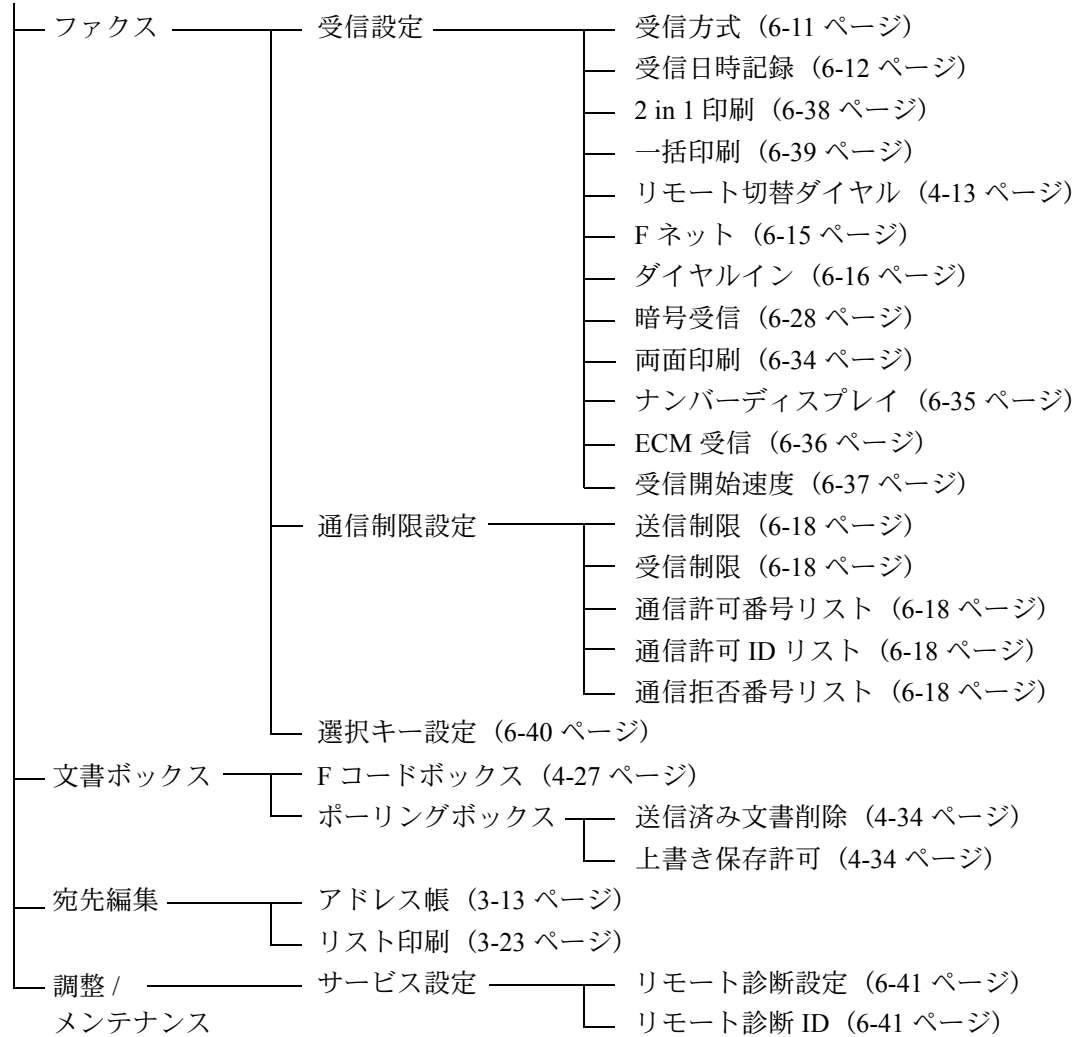 ファクス 受信設定 受信方式（6-11 ページ）
受信日時記録（6-12 ページ）
2 in 1 印刷（6-38 ページ）
一括印刷（6-39 ページ）
リモート切替ダイヤル（4-13 ページ）
F ネット（6-15 ページ）
ダイヤルイン（6-16 ページ）
暗号受信（6-28 ページ）
両面印刷（6-34 ページ）
ナンバーディスプレイ（6-35 ページ）
ECM 受信（6-36 ページ）
受信開始速度（6-37 ページ）
通信制限設定 送信制限（6-18 ページ）
受信制限（6-18 ページ）
通信許可番号リスト（6-18 ページ）
通信許可 ID リスト（6-18 ページ）
通信拒否番号リスト（6-18 ページ）
選択キー設定（6-40 ページ）
文書ボックス F コードボックス（4-27 ページ）
ポーリングボックス 送信済み文書削除（4-34 ページ）
上書き保存許可（4-34 ページ）
宛先編集 アドレス帳（3-13 ページ）
リスト印刷（3-23 ページ）
調整 / サービス設定 リモート診断設定（6-41 ページ）
メンテナンス リモート診断 ID（6-41 ページ）